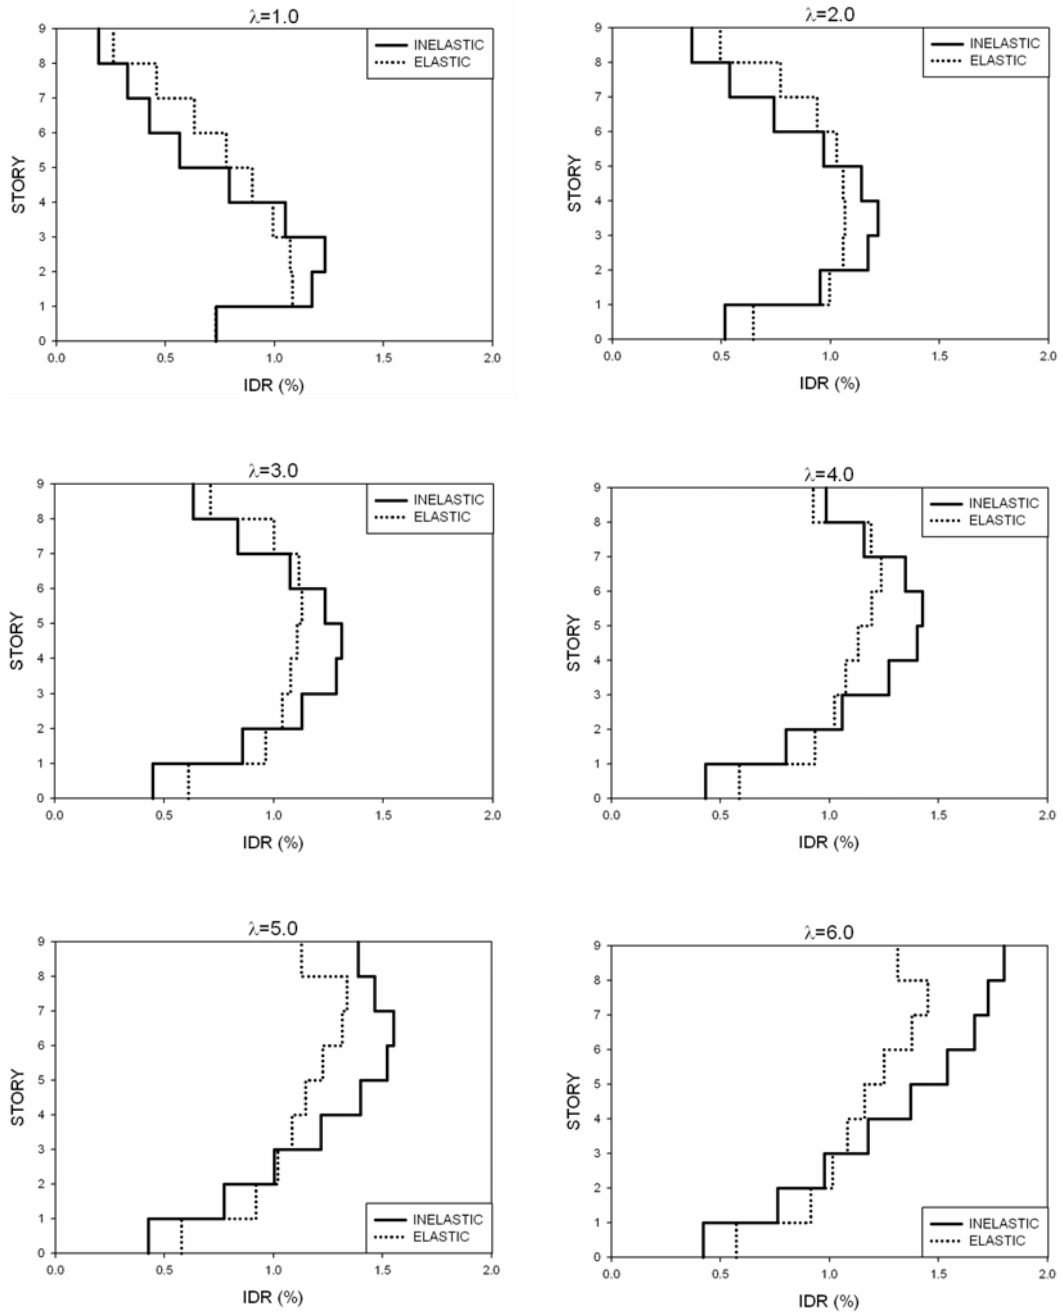 λ=1.0
9
8
7
6
5
4
3
2
1
0
STORY
INELASTIC
ELASTIC
0.0 0.5 1.0 1.5 2.0
IDR (%)
λ=2.0
9
8
7
6
5
4
3
2
1
0
STORY
INELASTIC
ELASTIC
0.0 0.5 1.0 1.5 2.0
IDR (%)
λ=3.0
9
8
7
6
5
4
3
2
1
0
STORY
INELASTIC
ELASTIC
0.0 0.5 1.0 1.5 2.0
IDR (%)
λ=4.0
9
8
7
6
5
4
3
2
1
0
STORY
INELASTIC
ELASTIC
0.0 0.5 1.0 1.5 2.0
IDR (%)
λ=5.0
9
8
7
6
5
4
3
2
1
0
STORY
INELASTIC
ELASTIC
0.0 0.5 1.0 1.5 2.0
IDR (%)
λ=6.0
9
8
7
6
5
4
3
2
1
0
STORY
INELASTIC
ELASTIC
0.0 0.5 1.0 1.5 2.0
IDR (%)